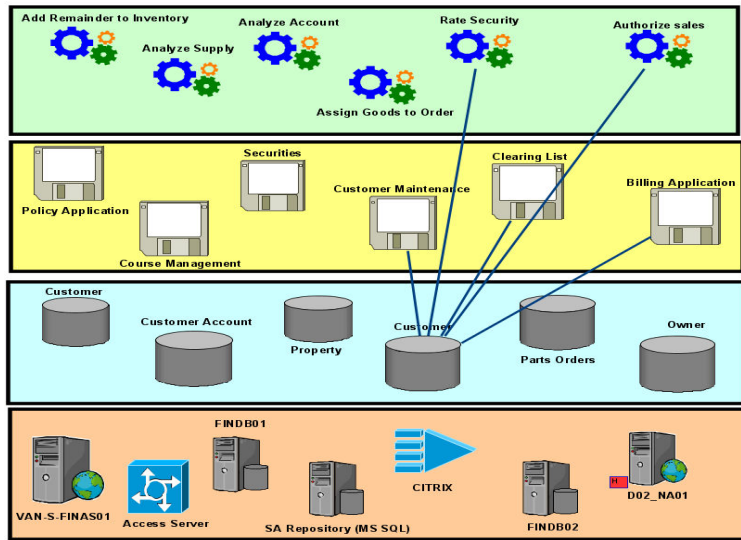 Add Remainder to Inventory
Analyze Supply
Analyze Account
Assign Goods to Order
Rate Security
Authorize sales
Policy Application
Course Management
Securities
Customer Maintenance
Clearing List
Billing Application
Customer
Customer Account
Property
Customer
Parts Orders
Owner
VAN-S-FINAS01
Access Server
FINDB01
SA Repository (MS SQL)
CITRIX
FINDB02
H
D02_NA01